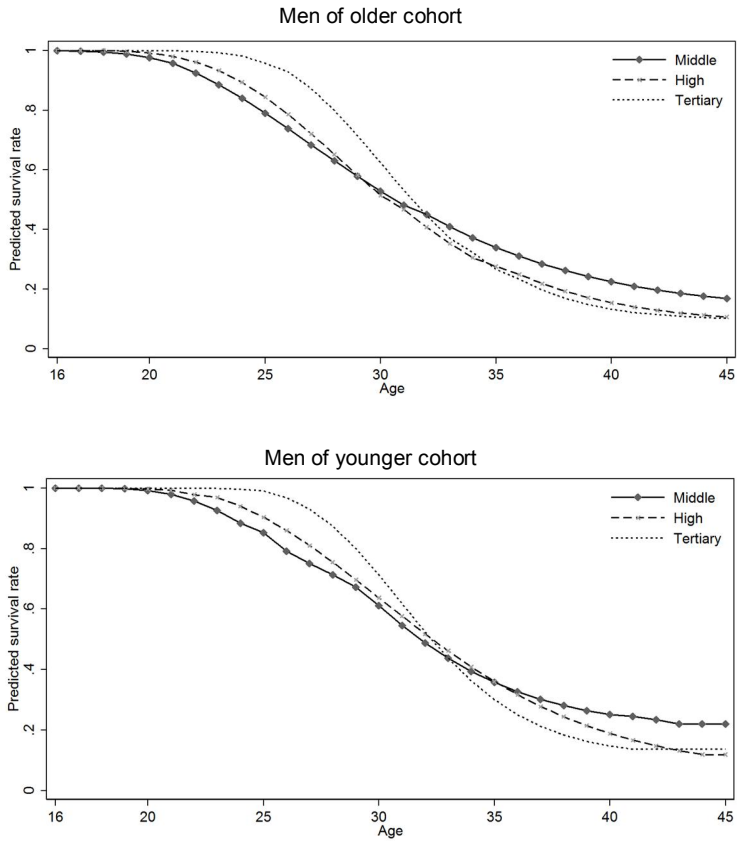 Men of older cohort
Predicted survival rate
1
.8
.6
.4
.2
0
Middle
High
Tertiary
16 20 25 30 35 40 45
Age
Men of younger cohort
Predicted survival rate
1
.8
.6
.4
.2
0
Middle
High
Tertiary
16 20 25 30 35 40 45
Age